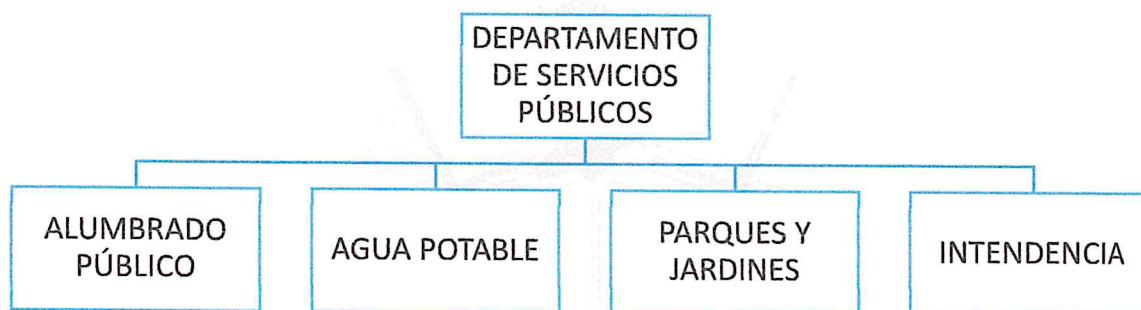 DEPARTAMENTO
DE SERVICIOS
PÚBLICOS
ALUMBRADO
PÚBLICO
AGUA POTABLE
PARQUES Y
JARDINES
INTENDENCIA